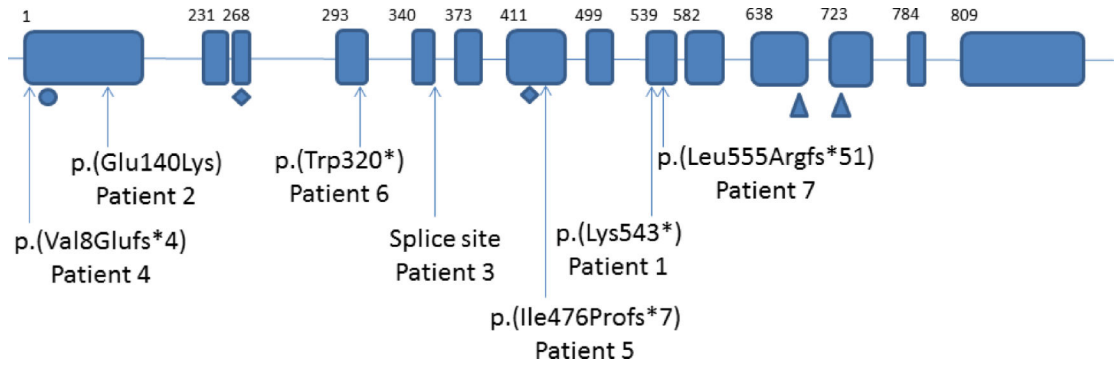 1 231 268 293 340 373 411 499 539 582 638 723 784 809
p.(Glu140Lys)
Patient 2
p.(Val8Glufs*4)
Patient 4
p.(Trp320*)
Patient 6
Splice site
Patient 3
p.(Leu555Argfs*51)
Patient 7
p.(Lys543*)
Patient 1
p.(Ile476Profs*7)
Patient 5